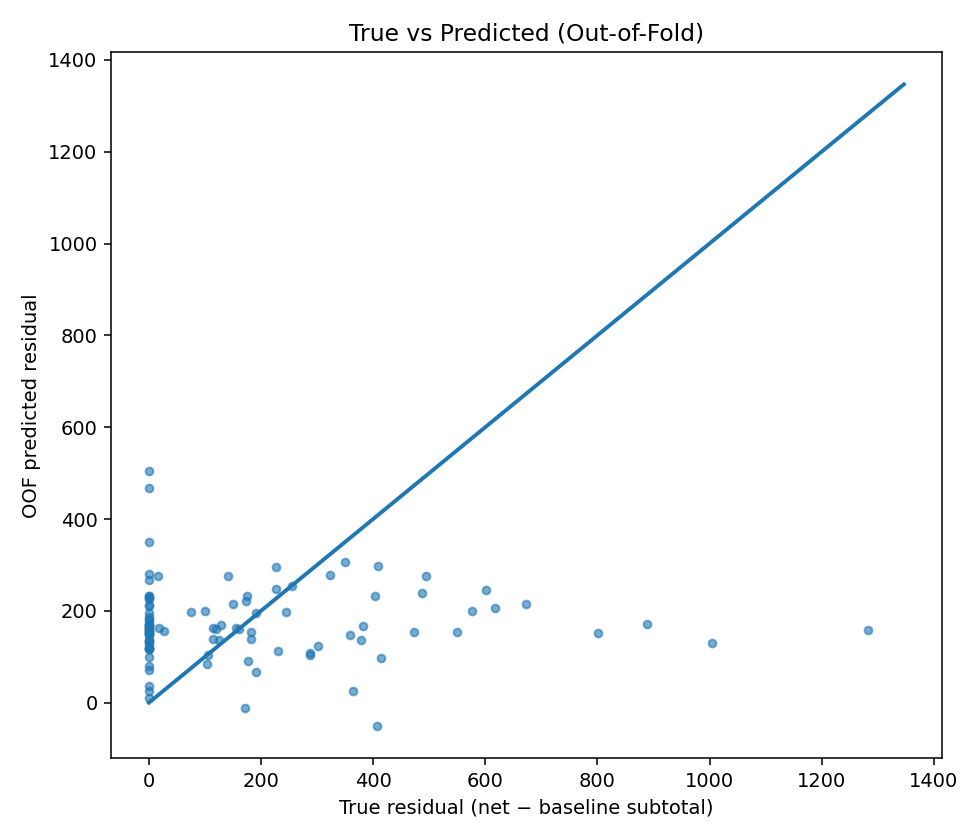 True vs Predicted (Out-of-Fold)
1400
1200
1000
800
600
400
200
0
OOF predicted residual
0 200 400 600 800 1000 1200 1400
True residual (net − baseline subtotal)